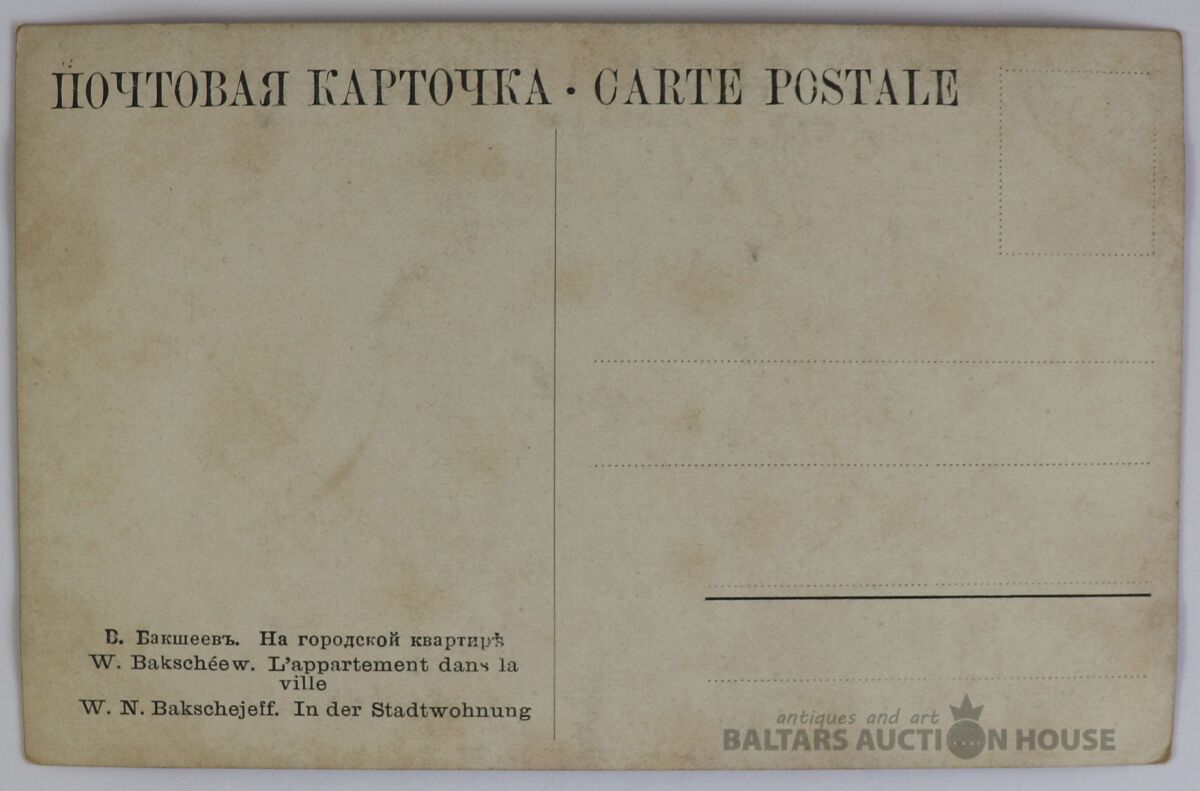 ПОЧТОВАЯ КАРТОЧКА · CARTE POSTALE
В. Бакшеевъ. На городской квартирѣ
W. Bakschéew. L'appartement dans la
ville
W. N. Bakschejeff. In der Stadtwohnung
antiques and art
BALTARS AUCTION HOUSE